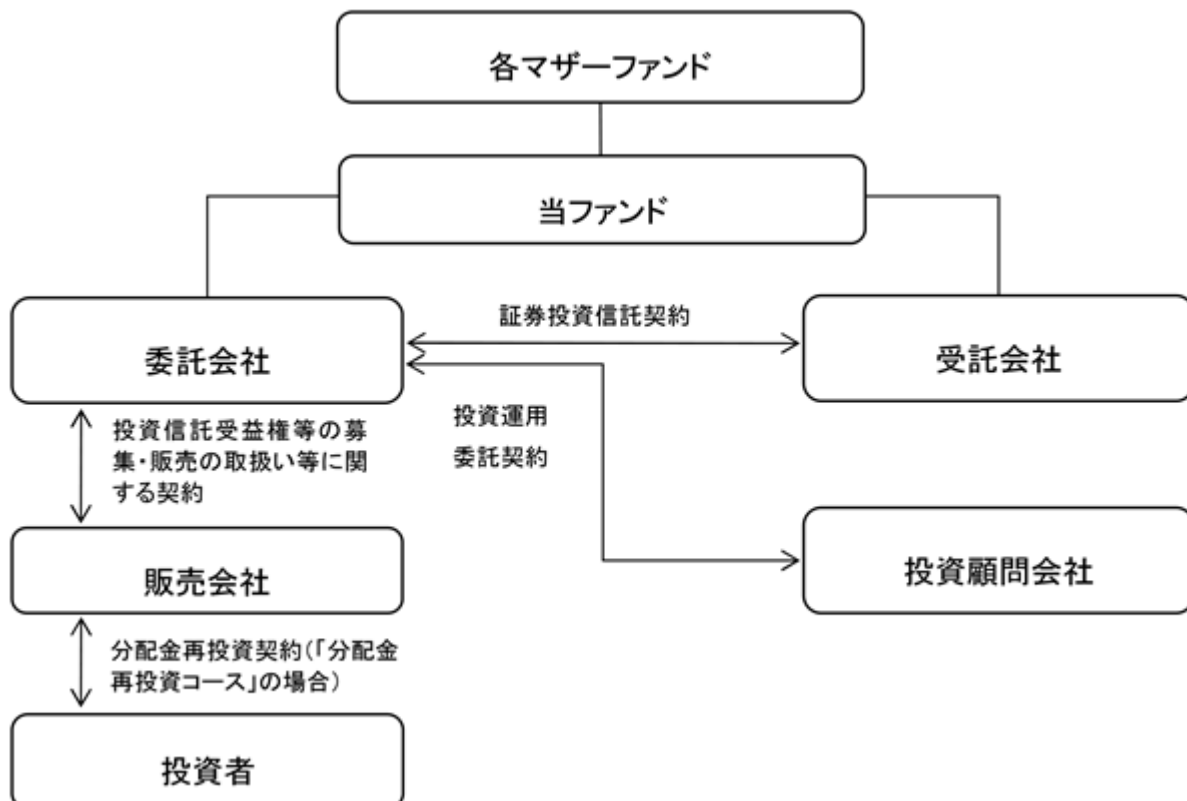 各マザーファンド
当ファンド
証券投資信託契約
委託会社
受託会社
投資運用
委託契約
投資信託受益権等の募
集・販売の取扱い等に関
する契約
販売会社
投資顧問会社
分配金再投資契約(「分配金
再投資コース」の場合)
投資者